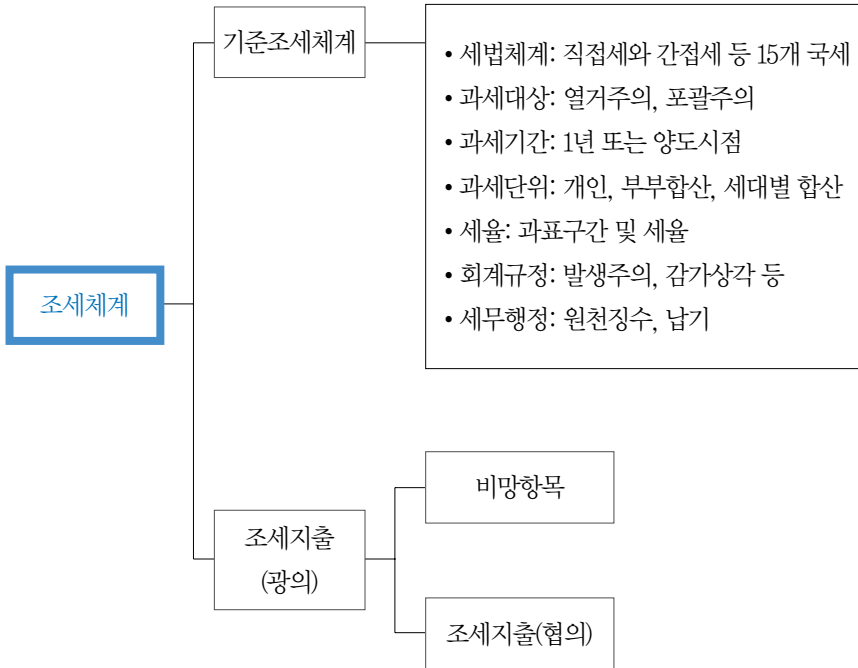 기준조세체계
• 세법체계: 직접세와 간접세 등 15개 국세
• 과세대상: 열거주의, 포괄주의
• 과세기간: 1년 또는 양도시점
• 과세단위: 개인, 부부합산, 세대별 합산
• 세율: 과표구간 및 세율
• 회계규정: 발생주의, 감가상각 등
• 세무행정: 원천징수, 납기
조세체계
조세지출
(광의)
비망항목
조세지출(협의)